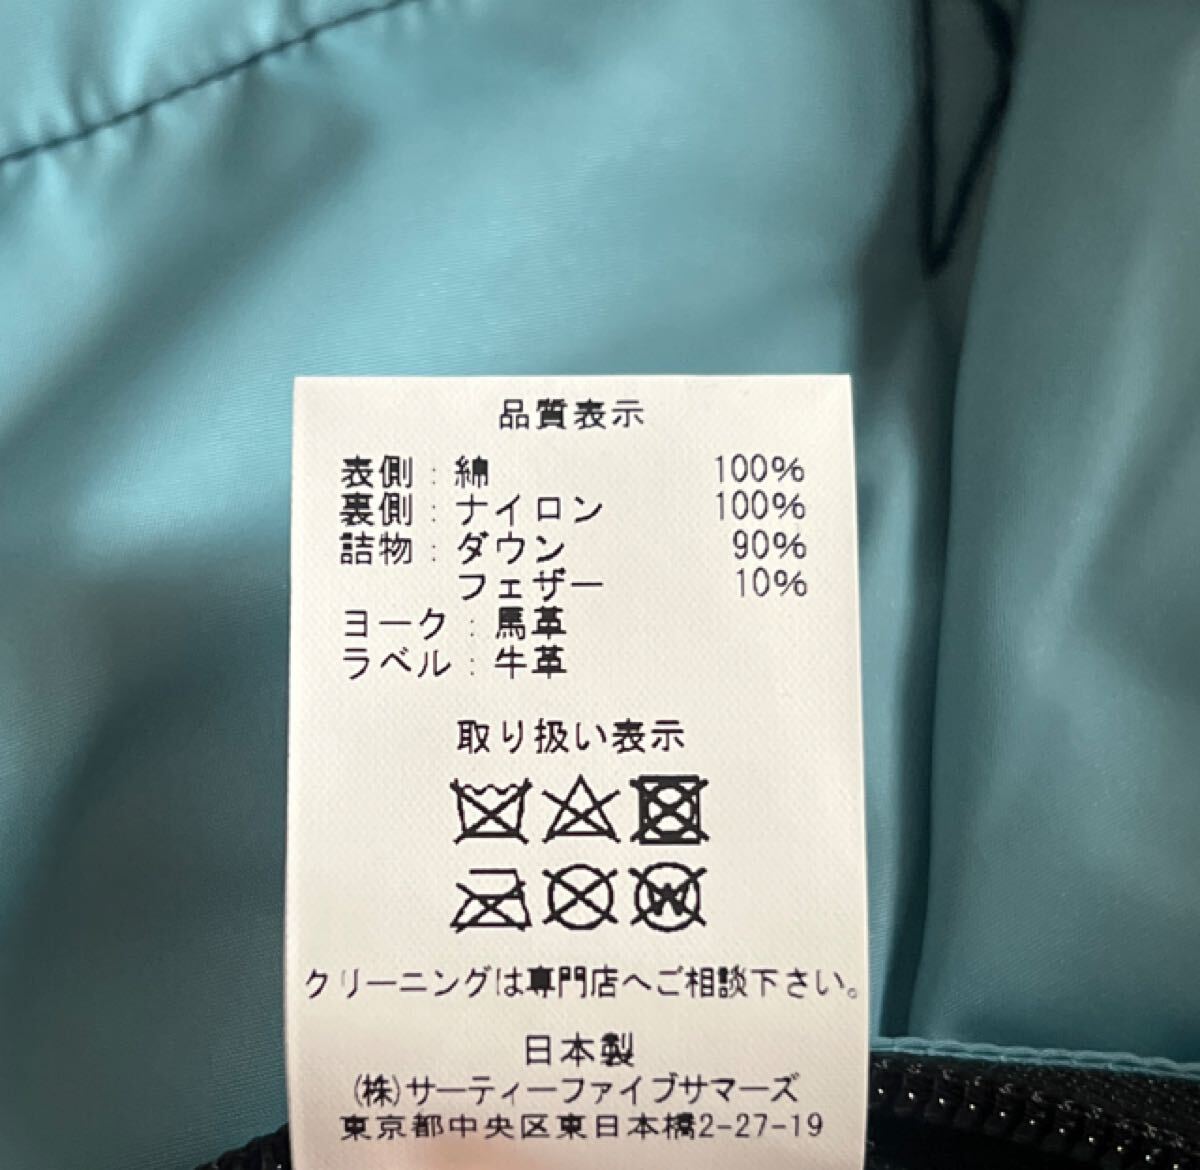 品質表示
表側：綿 100%
裏側：ナイロン 100%
詰物：ダウン 90%
フェザー 10%
ヨーク：馬革
ラベル：牛革
取り扱い表示
W
クリーニングは専門店へご相談下さい。
日本製
(株)サーティーファイブサマーズ
東京都中央区東日本橋2-27-19